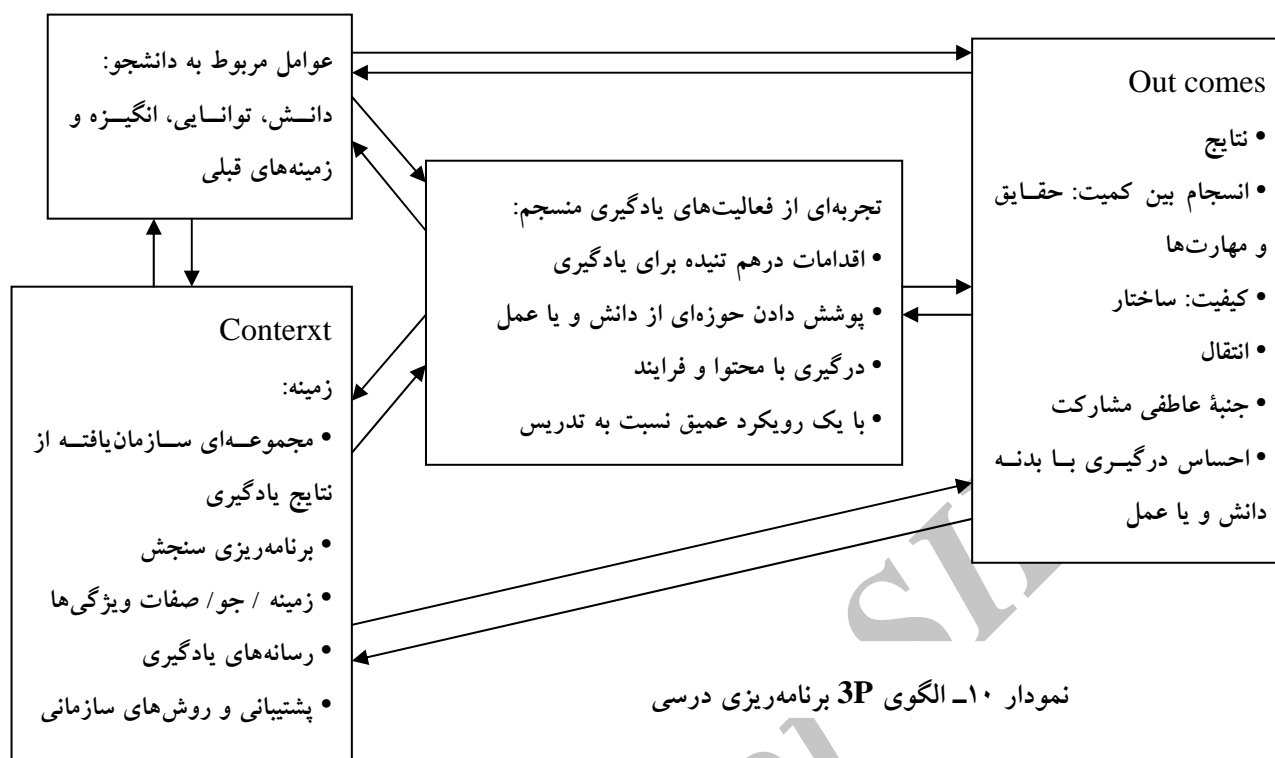 عوامل مربوط به دانشجو:
دانش، توانایی، انگیزه و
زمینه‌های قبلی
Out comes
• نتایج
• انسجام بین کمیت: حقایق
و مهارت‌ها
• کیفیت: ساختار
• انتقال
• جنبهٔ عاطفی مشارکت
• احساس درگیری با بدنه
دانش و یا عمل
تجربه‌ای از فعالیت‌های یادگیری منسجم:
• اقدامات درهم تنیده برای یادگیری
• پوشش دادن حوزه‌ای از دانش و یا عمل
• درگیری با محتوا و فرایند
• با یک رویکرد عمیق نسبت به تدریس
Conterxt
زمینه:
• مجموعه‌ای سازمان‌یافته از
نتایج یادگیری
• برنامه‌ریزی سنجش
• زمینه / جو/ صفات ویژگی‌ها
• رسانه‌های یادگیری
• پشتیبانی و روش‌های سازمانی
نمودار ۱۰ـ الگوی 3P برنامه‌ریزی درسی